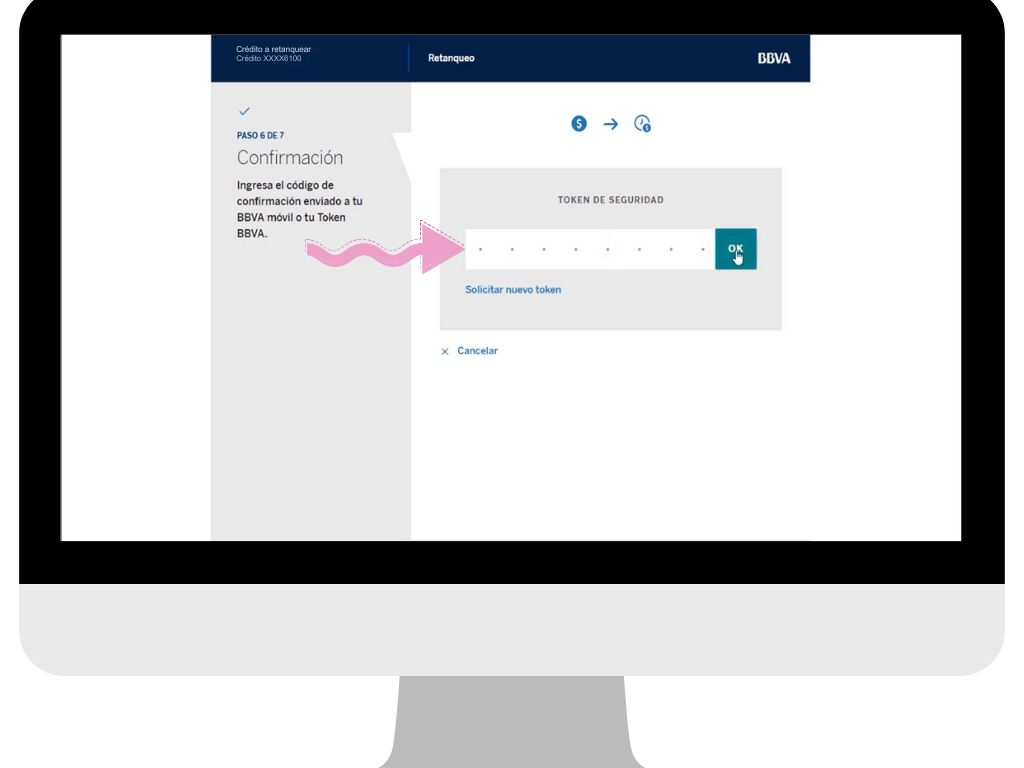 Crédito a retanquear
Crédito XXXX6100
Retanqueo
BBVA
PASO 6 DE 7
Confirmación
Ingresa el código de
confirmación enviado a tu
BBVA móvil o tu Token
BBVA.
TOKEN DE SEGURIDAD
OK
Solicitar nuevo token
Cancelar